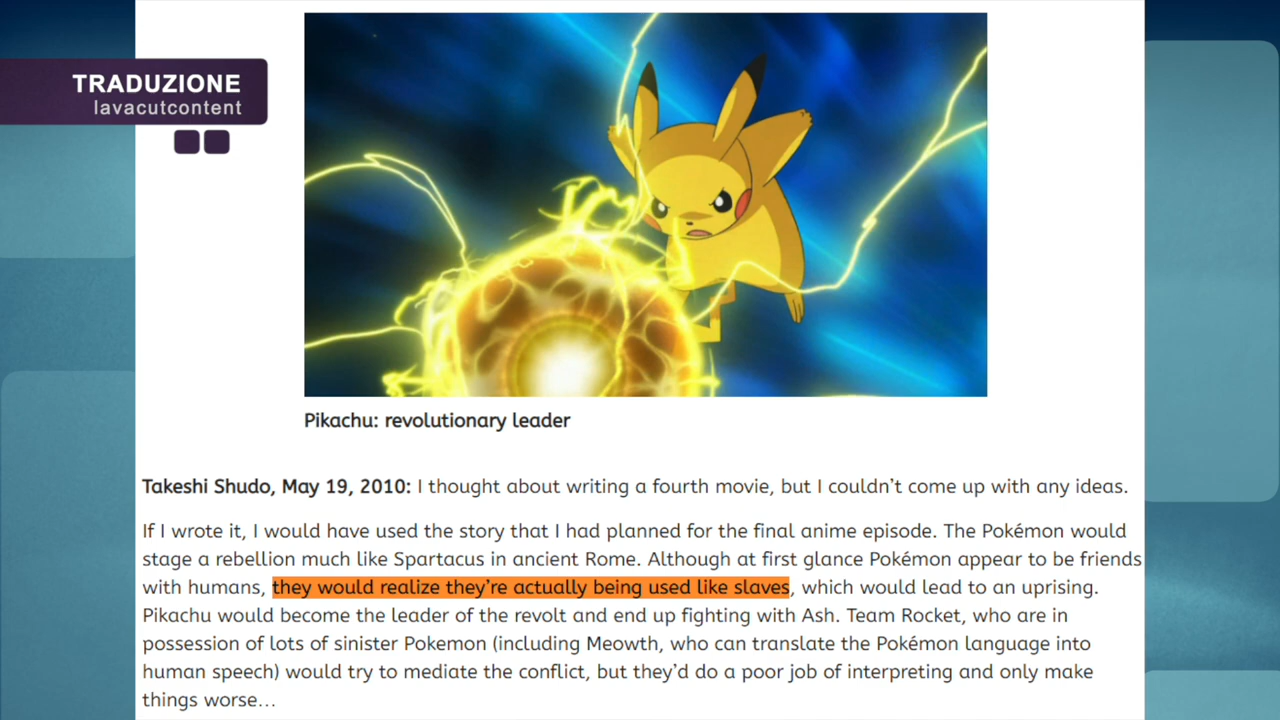 TRADUZIONE
lavacutcontent
Pikachu: revolutionary leader
Takeshi Shudo, May 19, 2010: I thought about writing a fourth movie, but I couldn’t come up with any ideas.
If I wrote it, I would have used the story that I had planned for the final anime episode. The Pokémon would
stage a rebellion much like Spartacus in ancient Rome. Although at first glance Pokémon appear to be friends
with humans, they would realize they’re actually being used like slaves, which would lead to an uprising.
Pikachu would become the leader of the revolt and end up fighting with Ash. Team Rocket, who are in
possession of lots of sinister Pokemon (including Meowth, who can translate the Pokémon language into
human speech) would try to mediate the conflict, but they’d do a poor job of interpreting and only make
things worse…